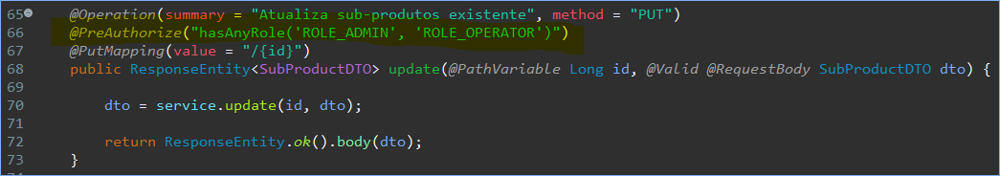 65 @Operation(summary = "Atualiza sub-produtos existente", method = "PUT")
66 @PreAuthorize("hasAnyRole('ROLE_ADMIN', 'ROLE_OPERATOR')")
67 @PutMapping(value = "/{id}")
68 public ResponseEntity<SubProductDTO> update(@PathVariable Long id, @Valid @RequestBody SubProductDTO dto) {
69
70 dto = service.update(id, dto);
71
72 return ResponseEntity.ok().body(dto);
73 }